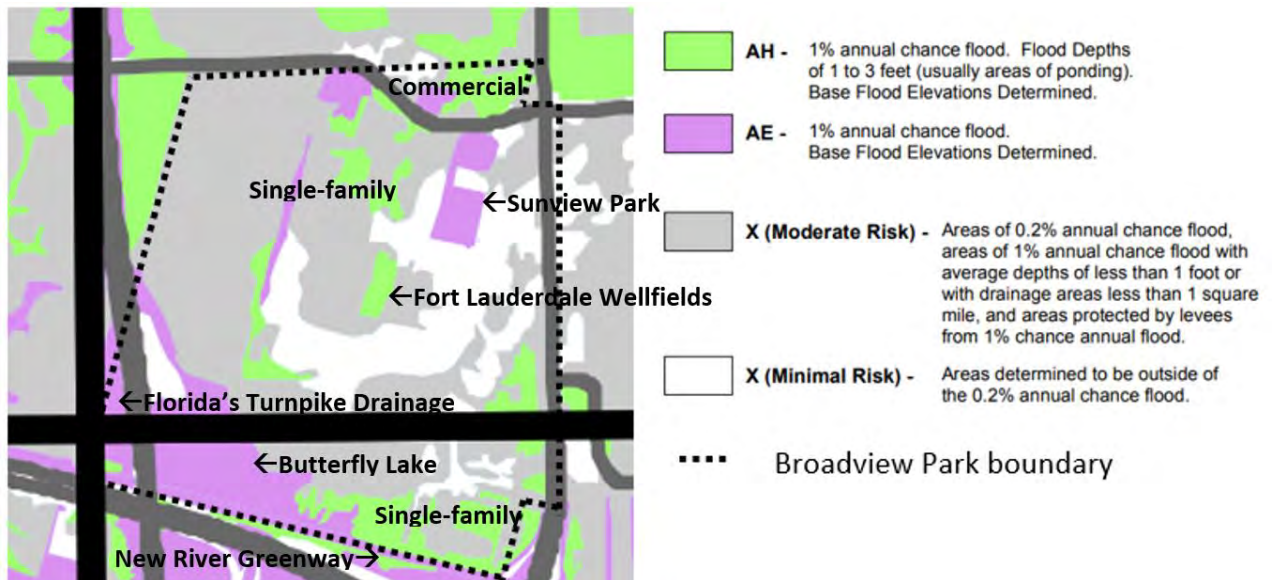 Commercial
Single-family
←Sunview Park
←Fort Lauderdale Wellfields
←Florida’s Turnpike Drainage
←Butterfly Lake
Single-family
New River Greenway→
AH - 1% annual chance flood. Flood Depths
of 1 to 3 feet (usually areas of ponding).
Base Flood Elevations Determined.
AE - 1% annual chance flood.
Base Flood Elevations Determined.
X (Moderate Risk) - Areas of 0.2% annual chance flood,
areas of 1% annual chance flood with
average depths of less than 1 foot or
with drainage areas less than 1 square
mile, and areas protected by levees
from 1% chance annual flood.
X (Minimal Risk) - Areas determined to be outside of
the 0.2% annual chance flood.
Broadview Park boundary